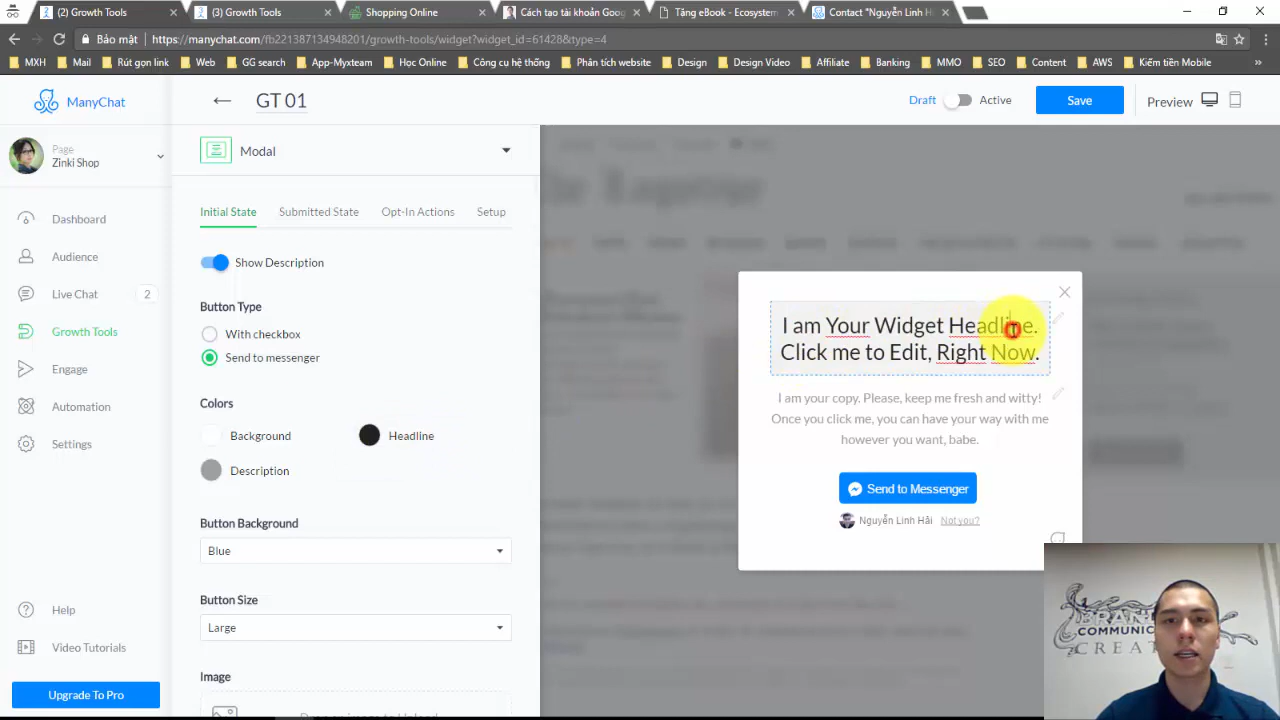 (2) Growth Tools
(3) Growth Tools
Shopping Online
Cách tạo tài khoản Goo
Tặng eBook - Ecosystem
Contact "Nguyễn Linh Hả
Bảo mật
https://manychat.com/fb221387134948201/growth-tools/widget?widget_id=61428&type=4
MXH
Mail
Rút gọn link
Web
GG search
App-Myxteam
Học Online
Công cụ hệ thống
Phân tích website
Design
Design Video
Affiliate
Banking
MMO
SEO
Content
AWS
Kiếm tiền Mobile
»
ManyChat
GT 01
Draft
Active
Save
Preview
Page
Zinki Shop
Modal
Initial State
Submitted State
Opt-In Actions
Setup
Dashboard
Audience
Live Chat
2
Growth Tools
Engage
Automation
Settings
Help
Video Tutorials
Upgrade To Pro
Show Description
Button Type
With checkbox
Send to messenger
Colors
Background
Headline
Description
Button Background
Blue
Button Size
Large
Image
I am Your Widget Headline.
Click me to Edit, Right Now.
I am your copy. Please, keep me fresh and witty!
Once you click me, you can have your way with me
however you want, babe.
Send to Messenger
Nguyễn Linh Hải
Not you?
BRAND
COMMUNIC
CREAT